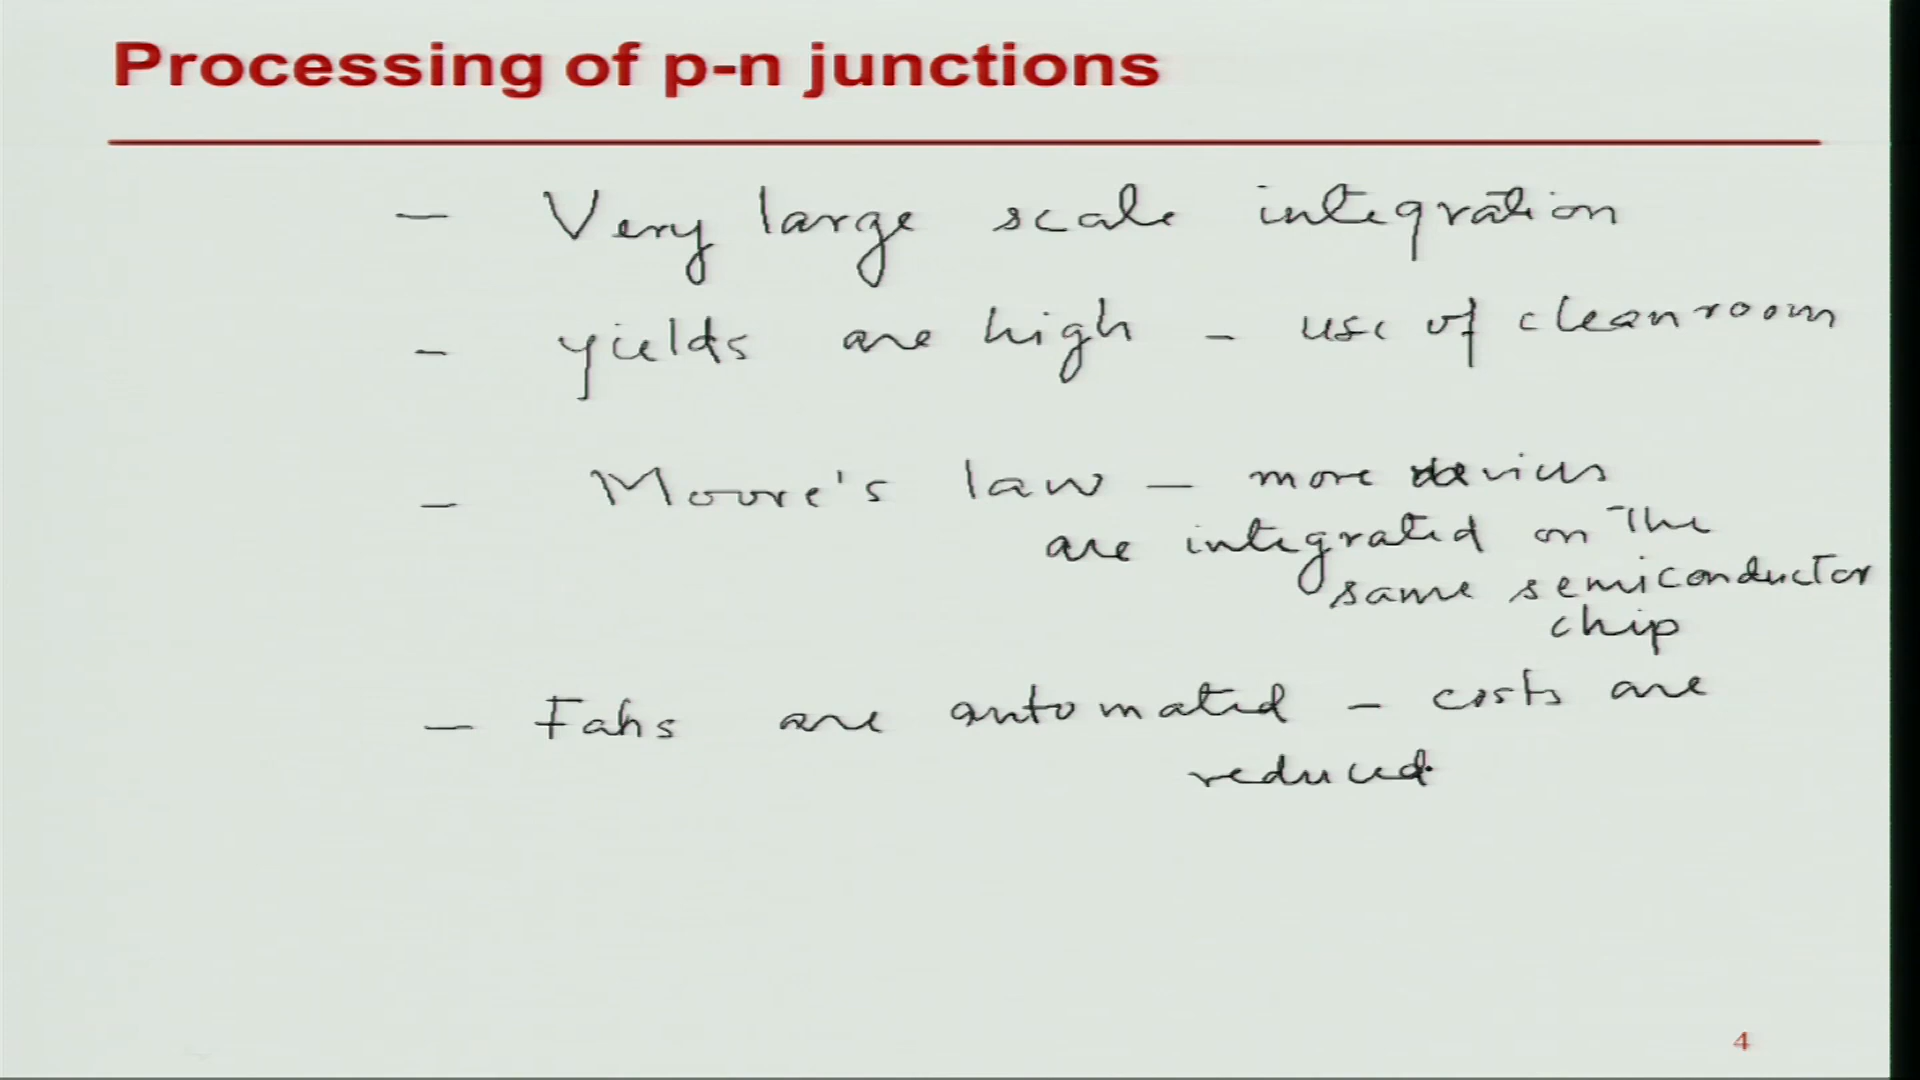 Processing of p-n junctions
- Very large scale integration
- yields are high - use of cleanroom
- Moore's law - more devices
are integrated on the
same semiconductor
chip
- Fabs are automated - costs are
reduced.
4